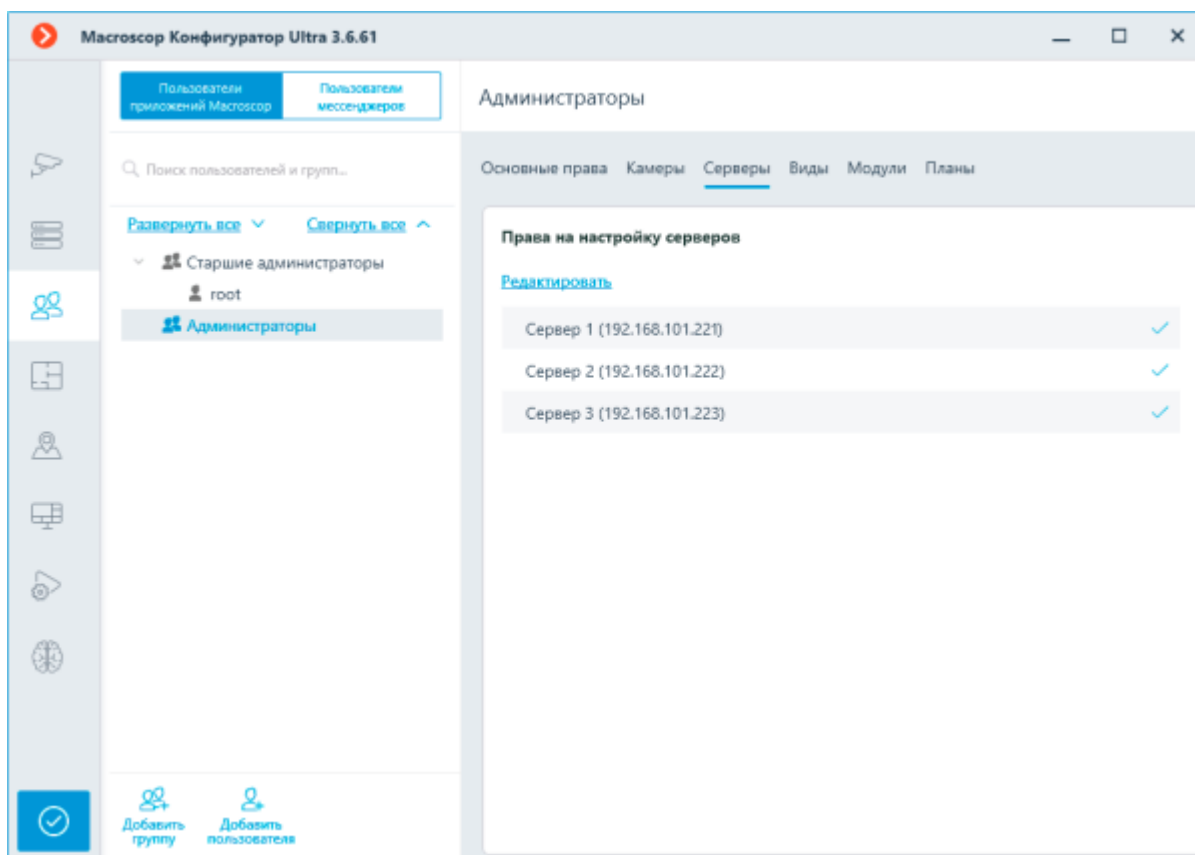 Macroscop Конфигуратор Ultra 3.6.61
Пользователи
приложений Macroscop
Пользователи
мессенджеров
Поиск пользователей и групп...
Развернуть все
Свернуть все
Старшие администраторы
root
Администраторы
Добавить
группу
Добавить
пользователя
Администраторы
Основные права Камеры Серверы Виды Модули Планы
Права на настройку серверов
Редактировать
Сервер 1 (192.168.101.221)
Сервер 2 (192.168.101.222)
Сервер 3 (192.168.101.223)